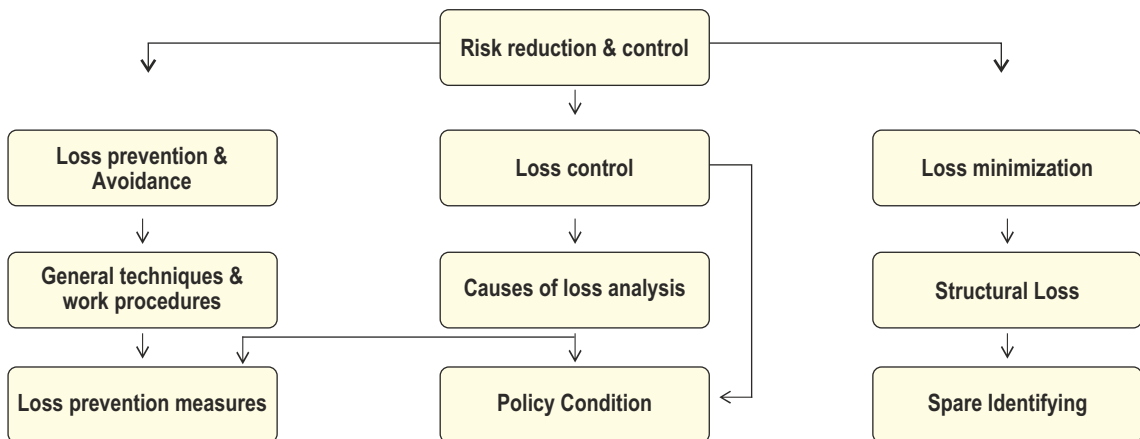 Risk reduction & control
Loss prevention &
Avoidance
Loss control
Loss minimization
General techniques &
work procedures
Causes of loss analysis
Structural Loss
Loss prevention measures
Policy Condition
Spare Identifying